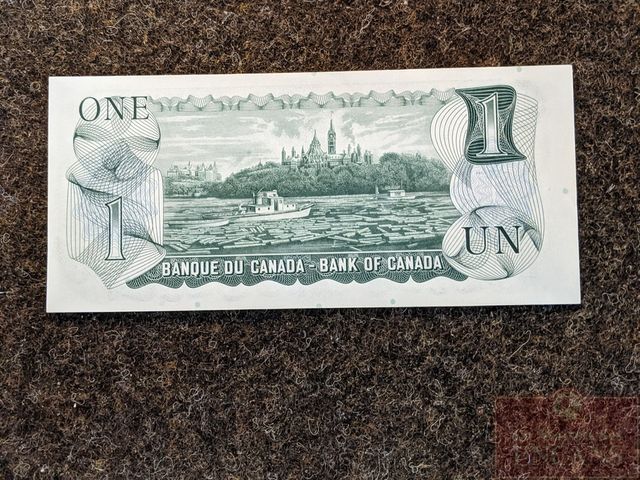 ONE
1
1
UN
BANQUE DU CANADA - BANK OF CANADA